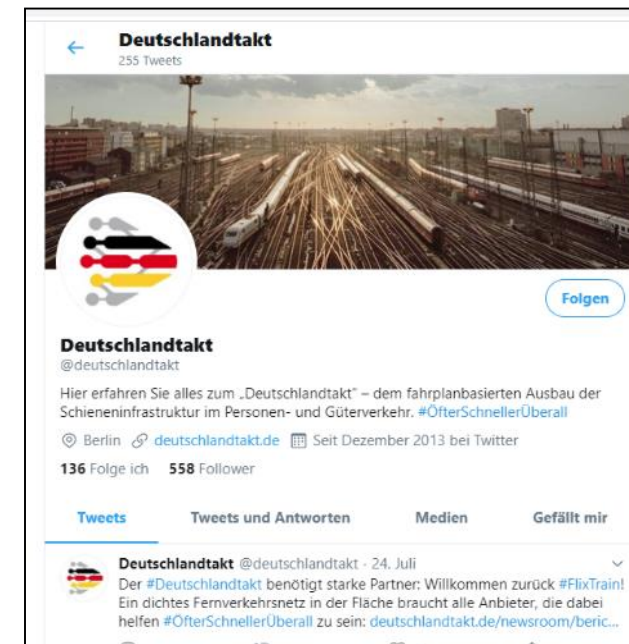 Deutschlandtakt
255 Tweets
Folgen
Deutschlandtakt
@deutschlandtakt
Hier erfahren Sie alles zum „Deutschlandtakt“ – dem fahrplanbasierten Ausbau der
Schieneninfrastruktur im Personen- und Güterverkehr. #ÖfterSchnellerÜberall
Berlin deutschlandtakt.de Seit Dezember 2013 bei Twitter
136 Folge ich 558 Follower
Tweets Tweets und Antworten Medien Gefällt mir
Deutschlandtakt @deutschlandtakt · 24. Juli
Der #Deutschlandtakt benötigt starke Partner: Willkommen zurück #FlixTrain!
Ein dichtes Fernverkehrsnetz in der Fläche braucht alle Anbieter, die dabei
helfen #ÖfterSchnellerÜberall zu sein: deutschlandtakt.de/newsroom/beric...